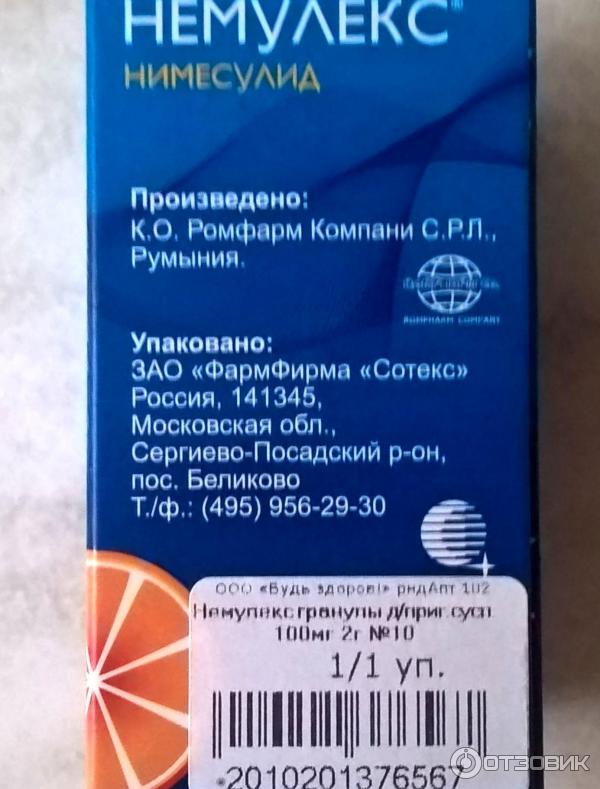 НЕМУЛЕКС®
НИМЕСУЛИД
Произведено:
К.О. Ромфарм Компани С.Р.Л.,
Румыния.
ROMPHARM COMPANY
Упаковано:
ЗАО «ФармФирма «Сотекс»
Россия, 141345,
Московская обл.,
Сергиево-Посадский р-он,
пос. Беликово
Т./ф.: (495) 956-29-30
ООО «Будь здоров!» рндАпт 102
Немулекс гранулы д/приг.сусп.
100мг 2г №10
1/1 уп.
2010201376567
ОТЗОВИК